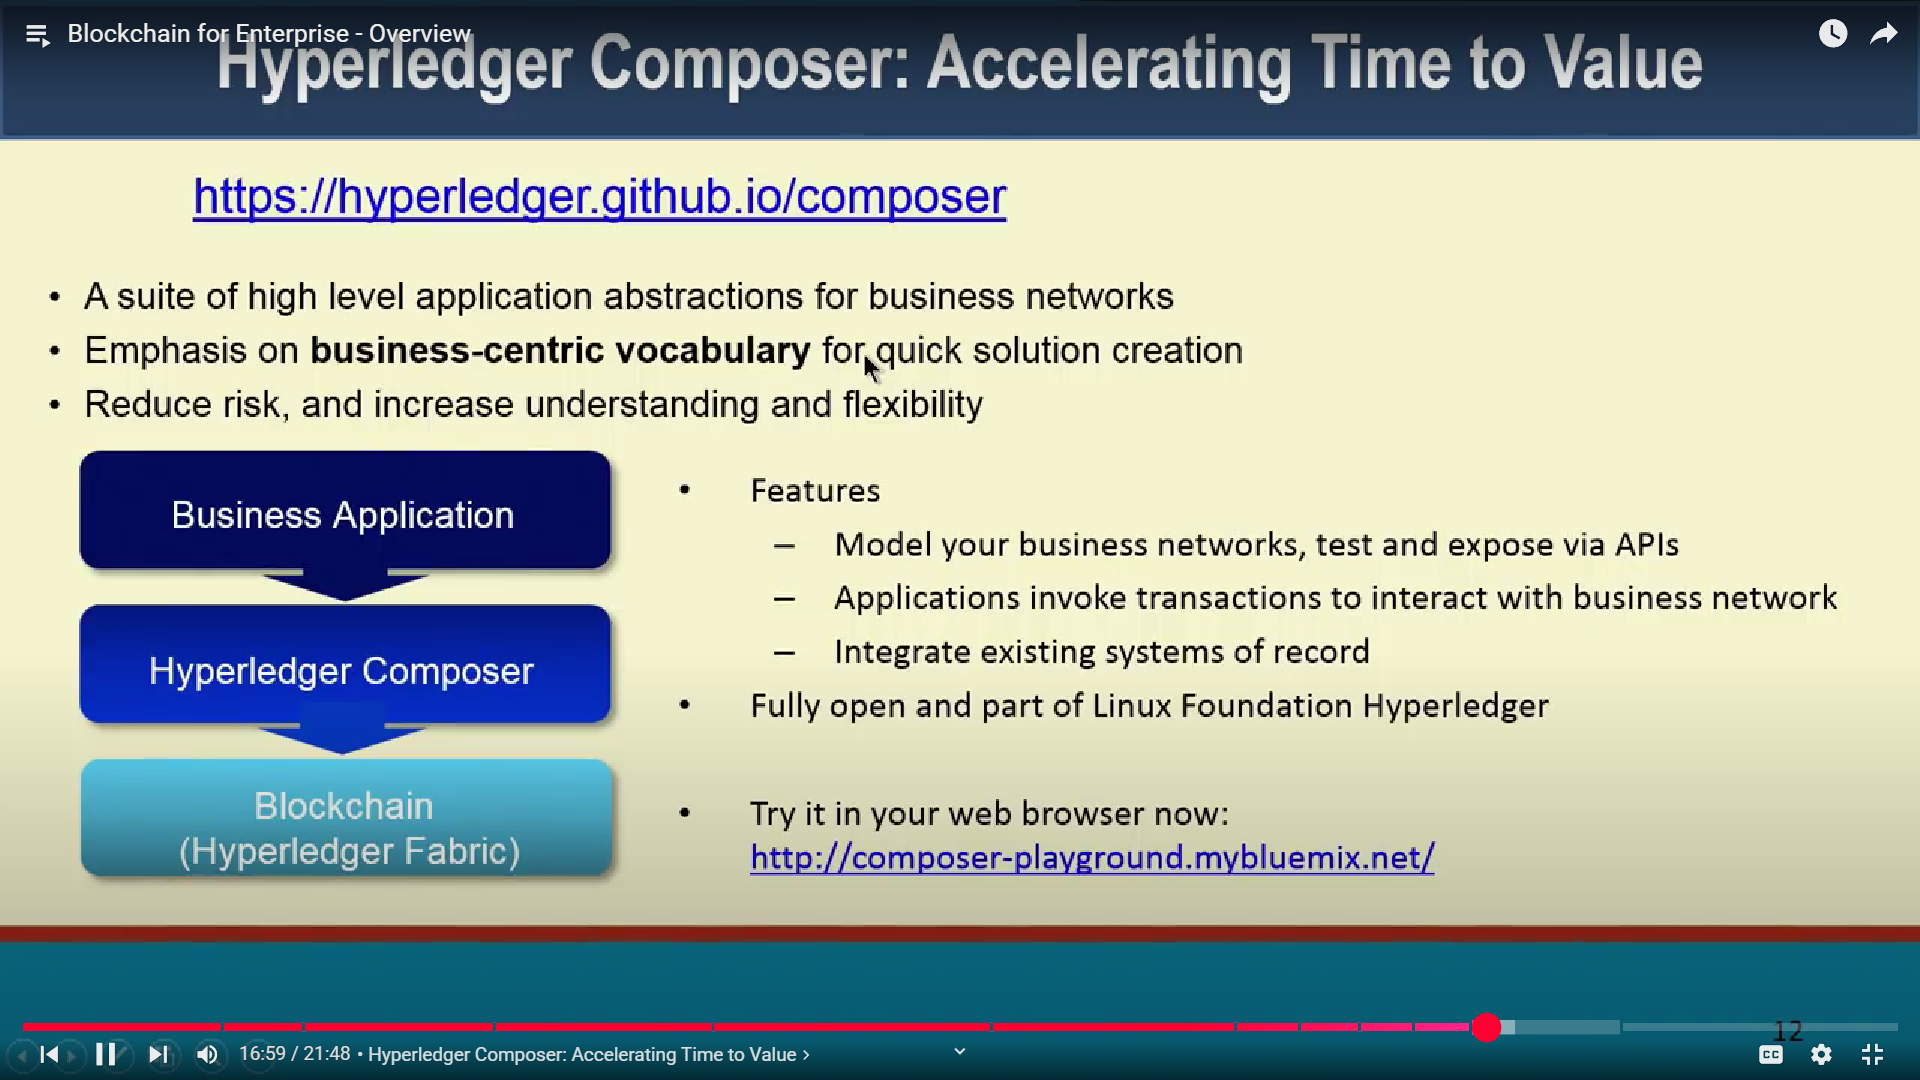 Blockchain for Enterprise - Overview
Hyperledger Composer: Accelerating Time to Value
https://hyperledger.github.io/composer
• A suite of high level application abstractions for business networks
• Emphasis on business-centric vocabulary for quick solution creation
• Reduce risk, and increase understanding and flexibility
Business Application
Hyperledger Composer
Blockchain
(Hyperledger Fabric)
• Features
– Model your business networks, test and expose via APIs
– Applications invoke transactions to interact with business network
– Integrate existing systems of record
• Fully open and part of Linux Foundation Hyperledger
• Try it in your web browser now:
http://composer-playground.mybluemix.net/
12
16:59 / 21:48 • Hyperledger Composer: Accelerating Time to Value ›
CC